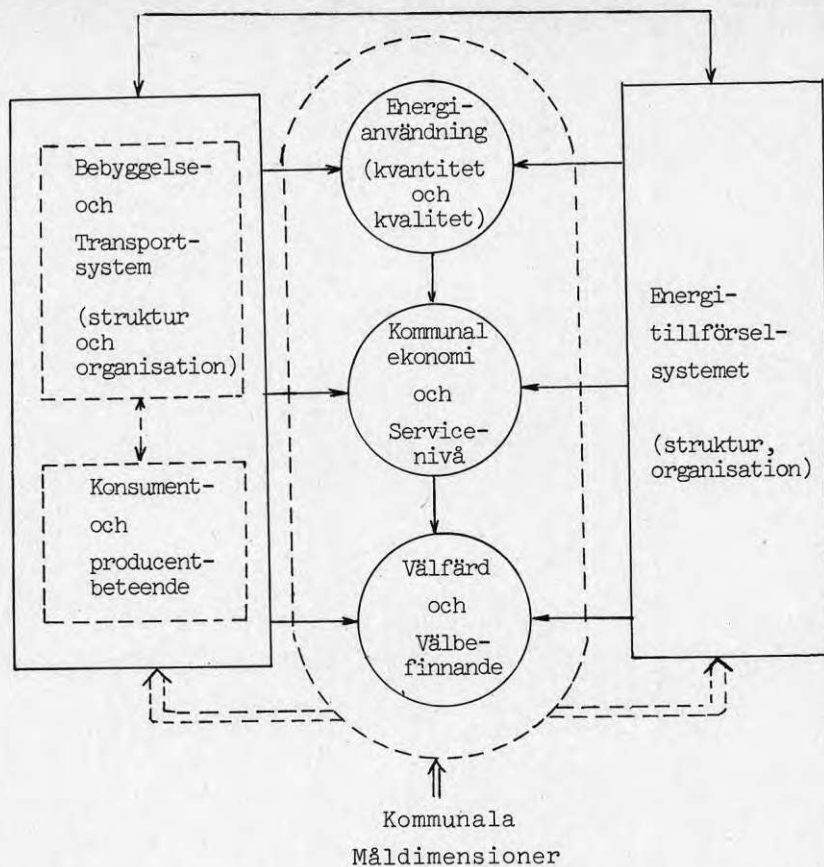 Bebyggelse-
och
Transport-
system
(struktur
och
organisation)
Konsument-
och
producent-
beteende
Energi-
användning
(kvantitet
och
kvalitet)
Kommunal
ekonomi
och
Service-
nivå
Välfärd
och
Välbe-
finnande
Energi-
tillförsel-
systemet
(struktur,
organisation)
Kommunala
Måldimensioner